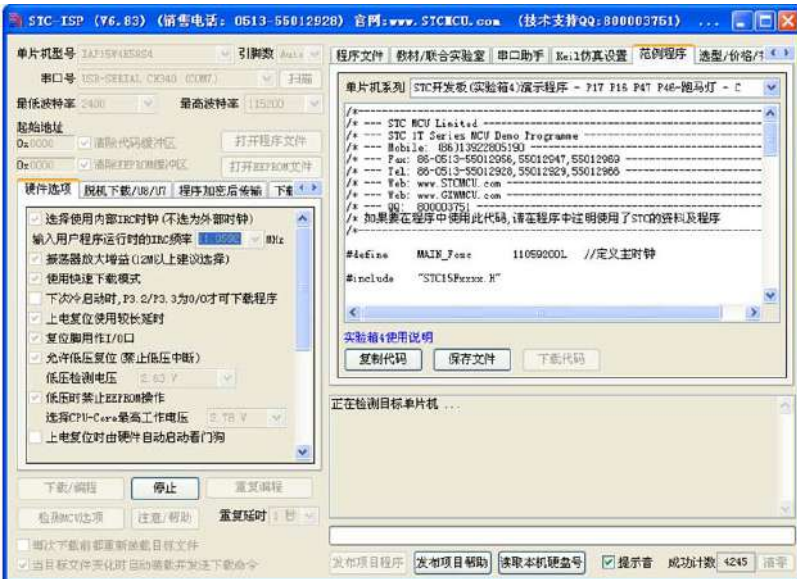 STC-ISP (V6.83) (销售电话: 0513-55012928) 官网:www.STCMCU.com (技术支持QQ:800003751) ...
单片机型号 IAP15W4K58S4 引脚数 Auto
串口号 USB-SERIAL CH340 (COM7) 扫描
最低波特率 2400 最高波特率 115200
起始地址
0x0000 清除代码缓冲区 打开程序文件
0x0000 清除EEPROM缓冲区 打开EEPROM文件
硬件选项 脱机下载/U8/U7 程序加密后传输
选择使用内部IRC时钟(不选为外部时钟)
输入用户程序运行时的IRC频率 11.0592 MHz
振荡器放大增益(12M以上建议选择)
使用快速下载模式
下次冷启动时,P3.2/P3.3为0/0才可下载程序
上电复位使用较长延时
复位脚用作I/O口
允许低压复位(禁止低压中断)
低压检测电压 2.63 V
低压时禁止EEPROM操作
选择CPU-Core最高工作电压 2.78 V
上电复位时由硬件自动启动看门狗
下载/编程 停止 重复编程
检测MCU选项 注意/帮助 重复延时 1 秒
每次下载前都重新装载目标文件
当目标文件变化时自动装载并发送下载命令
程序文件 教材/联合实验室 串口助手 Keil仿真设置 范例程序 选型/价格/
单片机系列 STC开发板(实验箱4)演示程序 - P17 P16 P47 P46-跑马灯 - C
/*---
/* --- STC MCU Limited ---
/* --- STC 1T Series MCU Demo Programme ---
/* --- Mobile: (86)13922805190 ---
/* --- Fax: 86-0513-55012956,55012947,55012969 ---
/* --- Tel: 86-0513-55012928,55012929,55012966 ---
/* --- Web: www.STCMCU.com ---
/* --- Web: www.GXWMCU.com ---
/* --- QQ: 800003751 ---
/* 如果要在程序中使用此代码,请在程序中注明使用了STC的资料及程序
/*---
#define MAIN_Fosc 11059200L //定义主时钟
#include "STC15Fxxxx.H"
实验箱4使用说明
复制代码 保存文件 下载代码
正在检测目标单片机 ...
发布项目程序 发布项目帮助 读取本机硬盘号 提示音 成功计数 4245 清零